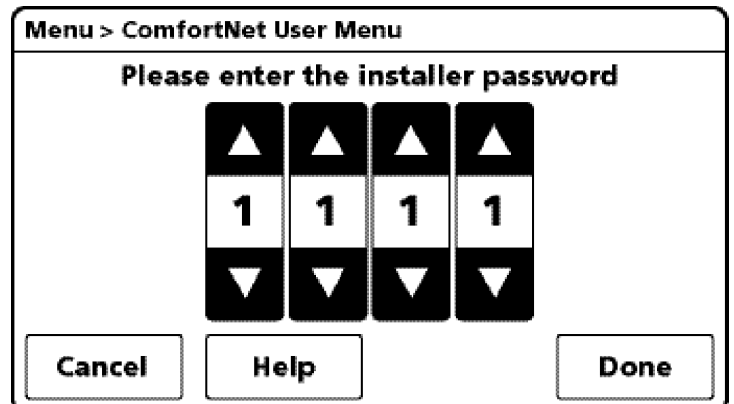 Menu > ComfortNet User Menu
Please enter the installer password
1 1 1 1
Cancel Help Done